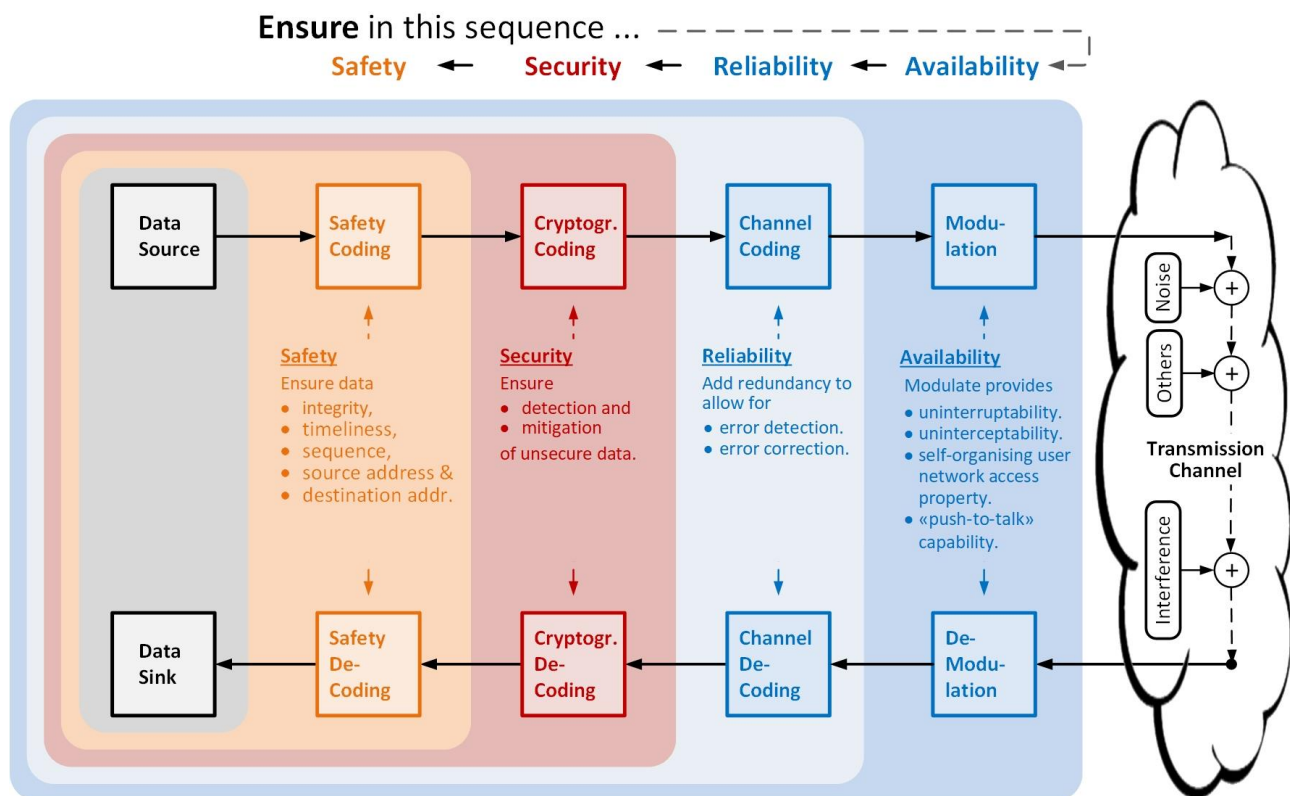 Ensure in this sequence ...
Safety Security Reliability Availability
Data
Source
Safety
Coding
Cryptogr.
Coding
Channel
Coding
Modu-
lation
Noise
Others
Transmission
Channel
Interference
Safety
Ensure data
● integrity,
● timeliness,
● sequence,
● source address &
● destination addr.
Security
Ensure
● detection and
● mitigation
of unsecure data.
Reliability
Add redundancy to
allow for
● error detection.
● error correction.
Availability
Modulate provides
● uninterruptability.
● uninterceptability.
● self-organising user
network access
property.
● «push-to-talk»
capability.
Data
Sink
Safety
De-
Coding
Cryptogr.
De-
Coding
Channel
De-
Coding
De-
Modu-
lation